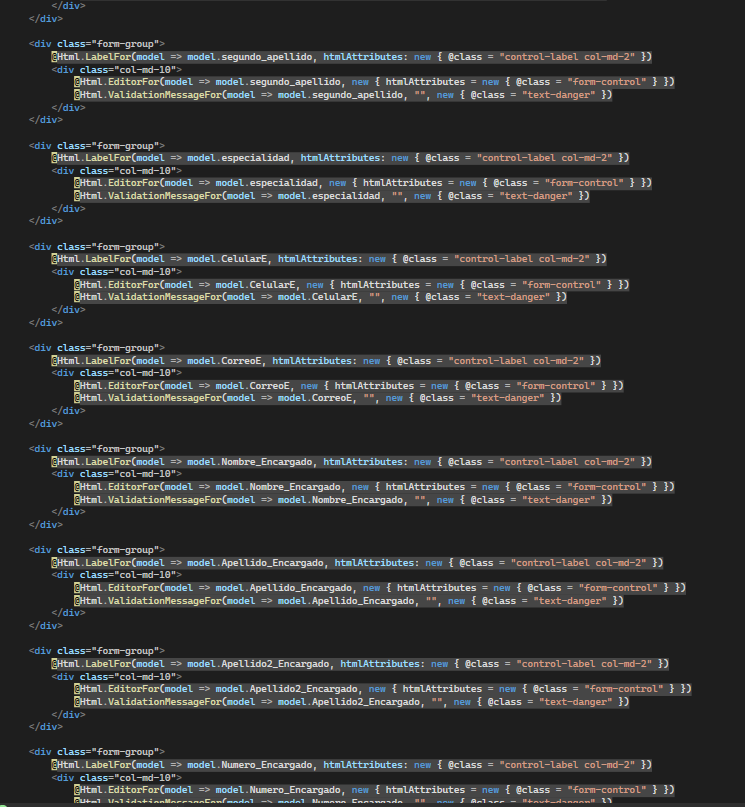 </div>
</div>
<div class="form-group">
@Html.LabelFor(model => model.segundo_apellido, htmlAttributes: new { @class = "control-label col-md-2" })
<div class="col-md-10">
@Html.EditorFor(model => model.segundo_apellido, new { htmlAttributes = new { @class = "form-control" } })
@Html.ValidationMessageFor(model => model.segundo_apellido, "", new { @class = "text-danger" })
</div>
</div>
<div class="form-group">
@Html.LabelFor(model => model.especialidad, htmlAttributes: new { @class = "control-label col-md-2" })
<div class="col-md-10">
@Html.EditorFor(model => model.especialidad, new { htmlAttributes = new { @class = "form-control" } })
@Html.ValidationMessageFor(model => model.especialidad, "", new { @class = "text-danger" })
</div>
</div>
<div class="form-group">
@Html.LabelFor(model => model.CelularE, htmlAttributes: new { @class = "control-label col-md-2" })
<div class="col-md-10">
@Html.EditorFor(model => model.CelularE, new { htmlAttributes = new { @class = "form-control" } })
@Html.ValidationMessageFor(model => model.CelularE, "", new { @class = "text-danger" })
</div>
</div>
<div class="form-group">
@Html.LabelFor(model => model.CorreoE, htmlAttributes: new { @class = "control-label col-md-2" })
<div class="col-md-10">
@Html.EditorFor(model => model.CorreoE, new { htmlAttributes = new { @class = "form-control" } })
@Html.ValidationMessageFor(model => model.CorreoE, "", new { @class = "text-danger" })
</div>
</div>
<div class="form-group">
@Html.LabelFor(model => model.Nombre_Encargado, htmlAttributes: new { @class = "control-label col-md-2" })
<div class="col-md-10">
@Html.EditorFor(model => model.Nombre_Encargado, new { htmlAttributes = new { @class = "form-control" } })
@Html.ValidationMessageFor(model => model.Nombre_Encargado, "", new { @class = "text-danger" })
</div>
</div>
<div class="form-group">
@Html.LabelFor(model => model.Apellido_Encargado, htmlAttributes: new { @class = "control-label col-md-2" })
<div class="col-md-10">
@Html.EditorFor(model => model.Apellido_Encargado, new { htmlAttributes = new { @class = "form-control" } })
@Html.ValidationMessageFor(model => model.Apellido_Encargado, "", new { @class = "text-danger" })
</div>
</div>
<div class="form-group">
@Html.LabelFor(model => model.Apellido2_Encargado, htmlAttributes: new { @class = "control-label col-md-2" })
<div class="col-md-10">
@Html.EditorFor(model => model.Apellido2_Encargado, new { htmlAttributes = new { @class = "form-control" } })
@Html.ValidationMessageFor(model => model.Apellido2_Encargado, "", new { @class = "text-danger" })
</div>
</div>
<div class="form-group">
@Html.LabelFor(model => model.Numero_Encargado, htmlAttributes: new { @class = "control-label col-md-2" })
<div class="col-md-10">
@Html.EditorFor(model => model.Numero_Encargado, new { htmlAttributes = new { @class = "form-control" } })
@Html.ValidationMessageFor(model => model.Numero_Encargado, "", new { @class = "text-danger" })